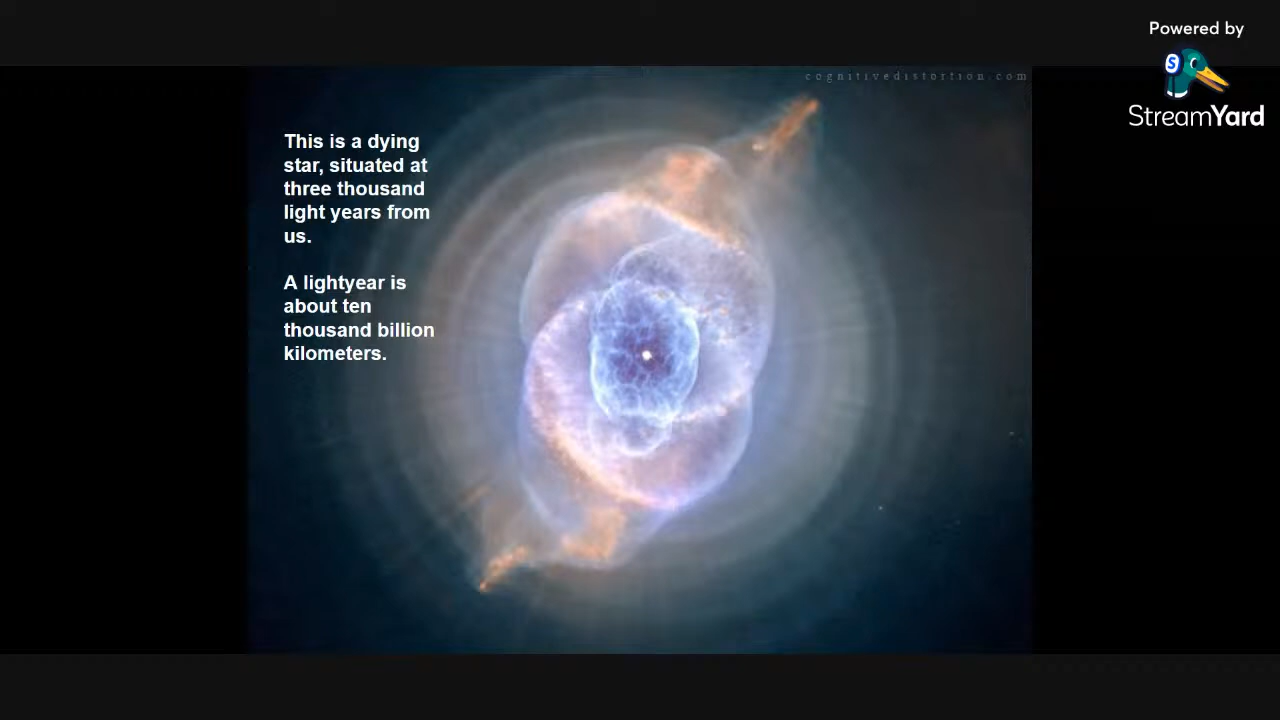 Powered by
StreamYard
cognitivedistortion.com
This is a dying
star, situated at
three thousand
light years from
us.
A lightyear is
about ten
thousand billion
kilometers.